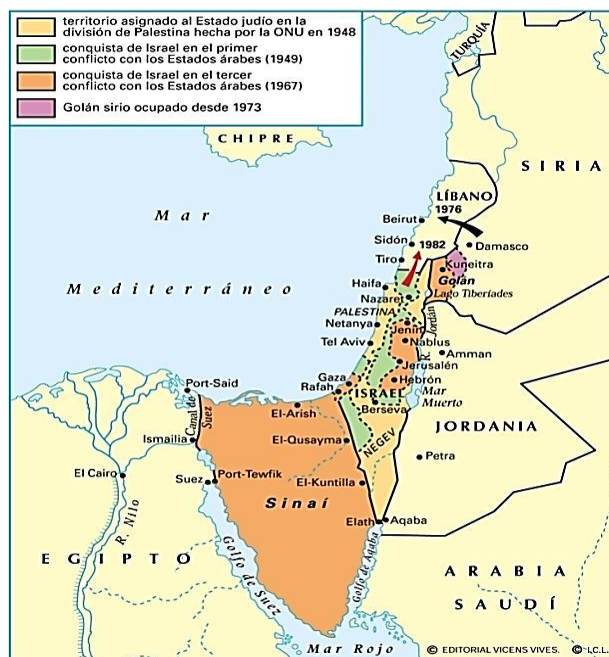 territorio asignado al Estado judío en la
división de Palestina hecha por la ONU en 1948
conquista de Israel en el primer
conflicto con los Estados árabes (1949)
conquista de Israel en el tercer
conflicto con los Estados árabes (1967)
Golán sirio ocupado desde 1973
TURQUÍA
CHIPRE
SIRIA
LÍBANO
1976
Beirut
Mar
Sidón
1982
Damasco
Tiro
Kuneitra
Golán
Haifa
Mediterráneo
Nazaret
Lago Tiberíades
PALESTINA
Netanya
Jenin
R. Jordán
Nablus
Tel Aviv
Amman
Jerusalén
Gaza
Rafah
Hebrón
ISRAEL
Mar
Muerto
Port-Said
Berseva
El-Arish
Canal de
Suez
JORDANIA
Ismailia
El-Qusayma
NEGEV
Petra
El Cairo
Suez
Port-Tewfik
El-Kuntilla
Sinaí
R. Nilo
Elath
Aqaba
EGIPTO
Golfo de Suez
Golfo de Aqaba
ARABIA
SAUDÍ
Mar Rojo
© EDITORIAL VICENS VIVES. © I.C.L.